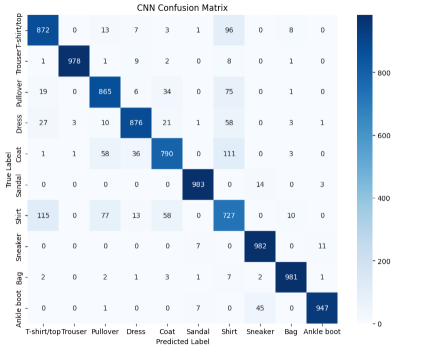 CNN Confusion Matrix
True Label
T-shirt/top 872 0 13 7 3 1 96 0 8 0
Trouser 1 978 1 9 2 0 8 0 1 0
Pullover 19 0 865 6 34 0 75 0 1 0
Dress 27 3 10 876 21 1 58 0 3 1
Coat 1 1 58 36 790 0 111 0 3 0
Sandal 0 0 0 0 0 983 0 14 0 3
Shirt 115 0 77 13 58 0 727 0 10 0
Sneaker 0 0 0 0 0 7 0 982 0 11
Bag 2 0 2 1 3 1 7 2 981 1
Ankle boot 0 0 1 0 0 7 0 45 0 947
T-shirt/top Trouser Pullover Dress Coat Sandal Shirt Sneaker Bag Ankle boot
Predicted Label
800
600
400
200
0